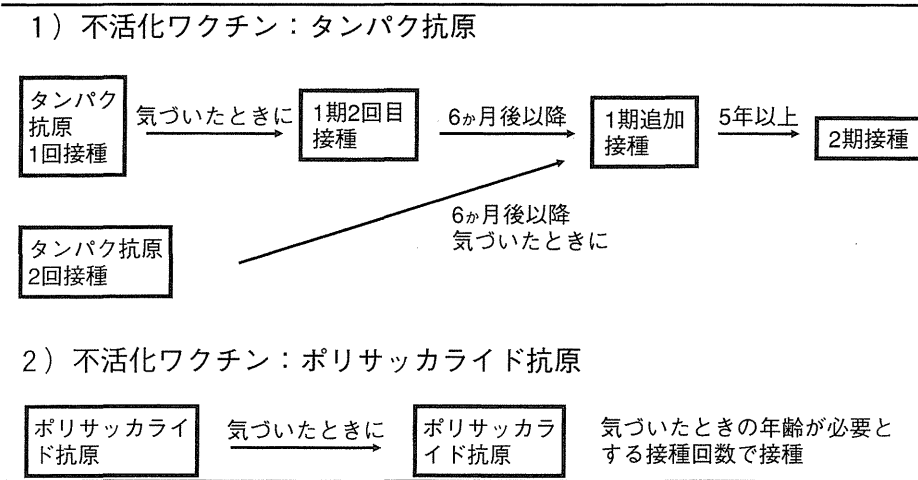 1）不活化ワクチン：タンパク抗原
タンパク
抗原
1回接種
気づいたときに
1期2回目
接種
6か月後以降
1期追加
接種
5年以上
2期接種
6か月後以降
気づいたときに
タンパク抗原
2回接種
2）不活化ワクチン：ポリサッカライド抗原
ポリサッカライ
ド抗原
気づいたときに
ポリサッカラ
イド抗原
気づいたときの年齢が必要と
する接種回数で接種